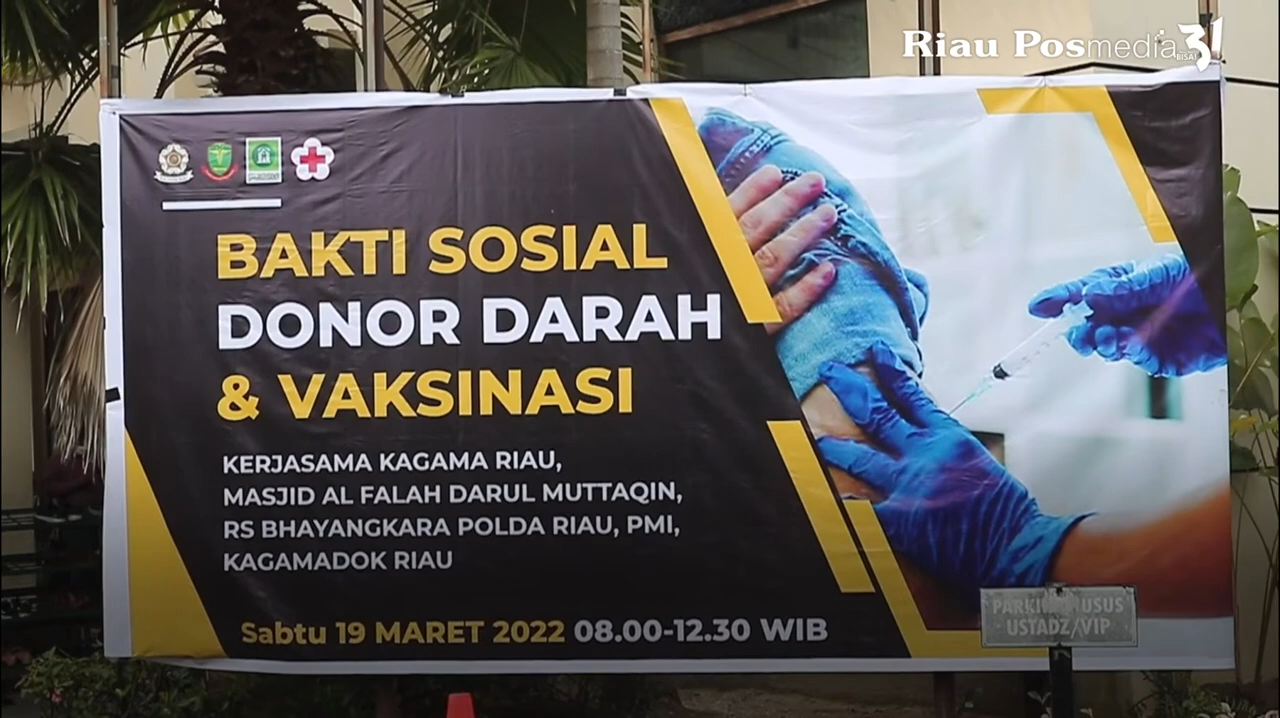 Riau Posmedia
BISA!
BAKTI SOSIAL
DONOR DARAH
& VAKSINASI
KERJASAMA KAGAMA RIAU,
MASJID AL FALAH DARUL MUTTAQIN,
RS BHAYANGKARA POLDA RIAU, PMI,
KAGAMADOK RIAU
Sabtu 19 MARET 2022 08.00-12.30 WIB
USTADZ/VIP